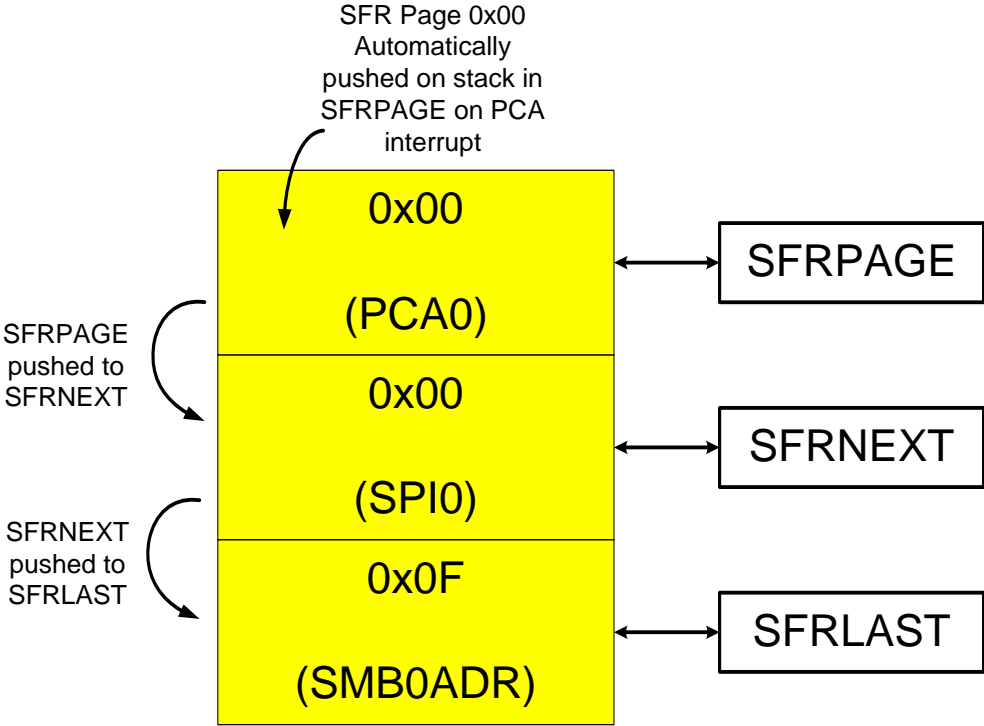 SFR Page 0x00
Automatically
pushed on stack in
SFRPAGE on PCA
interrupt
0x00
(PCA0)
SFRPAGE
SFRPAGE
pushed to
SFRNEXT
0x00
(SPI0)
SFRNEXT
SFRNEXT
pushed to
SFRLAST
0x0F
(SMB0ADR)
SFRLAST